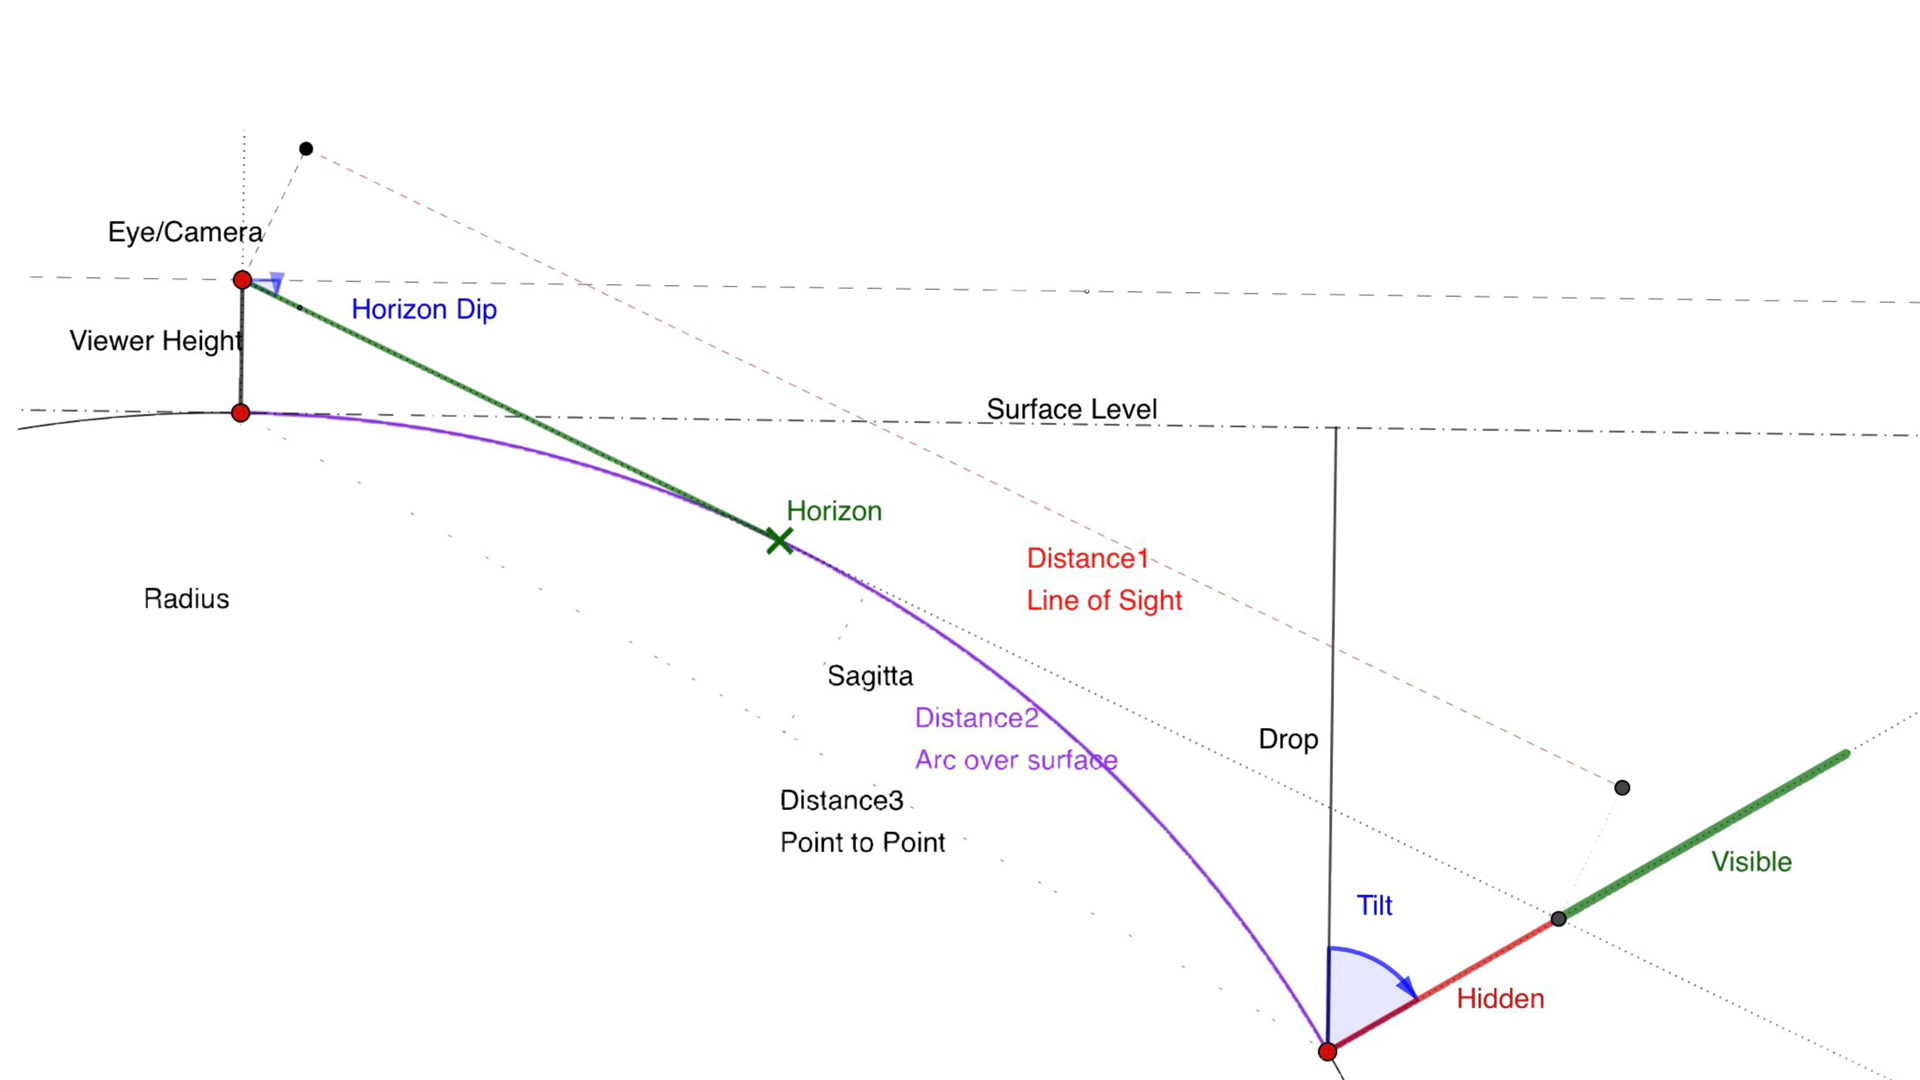 Eye/Camera
Horizon Dip
Viewer Height
Surface Level
Horizon
Distance1
Line of Sight
Radius
Sagitta
Distance2
Arc over surface
Drop
Distance3
Point to Point
Visible
Tilt
Hidden